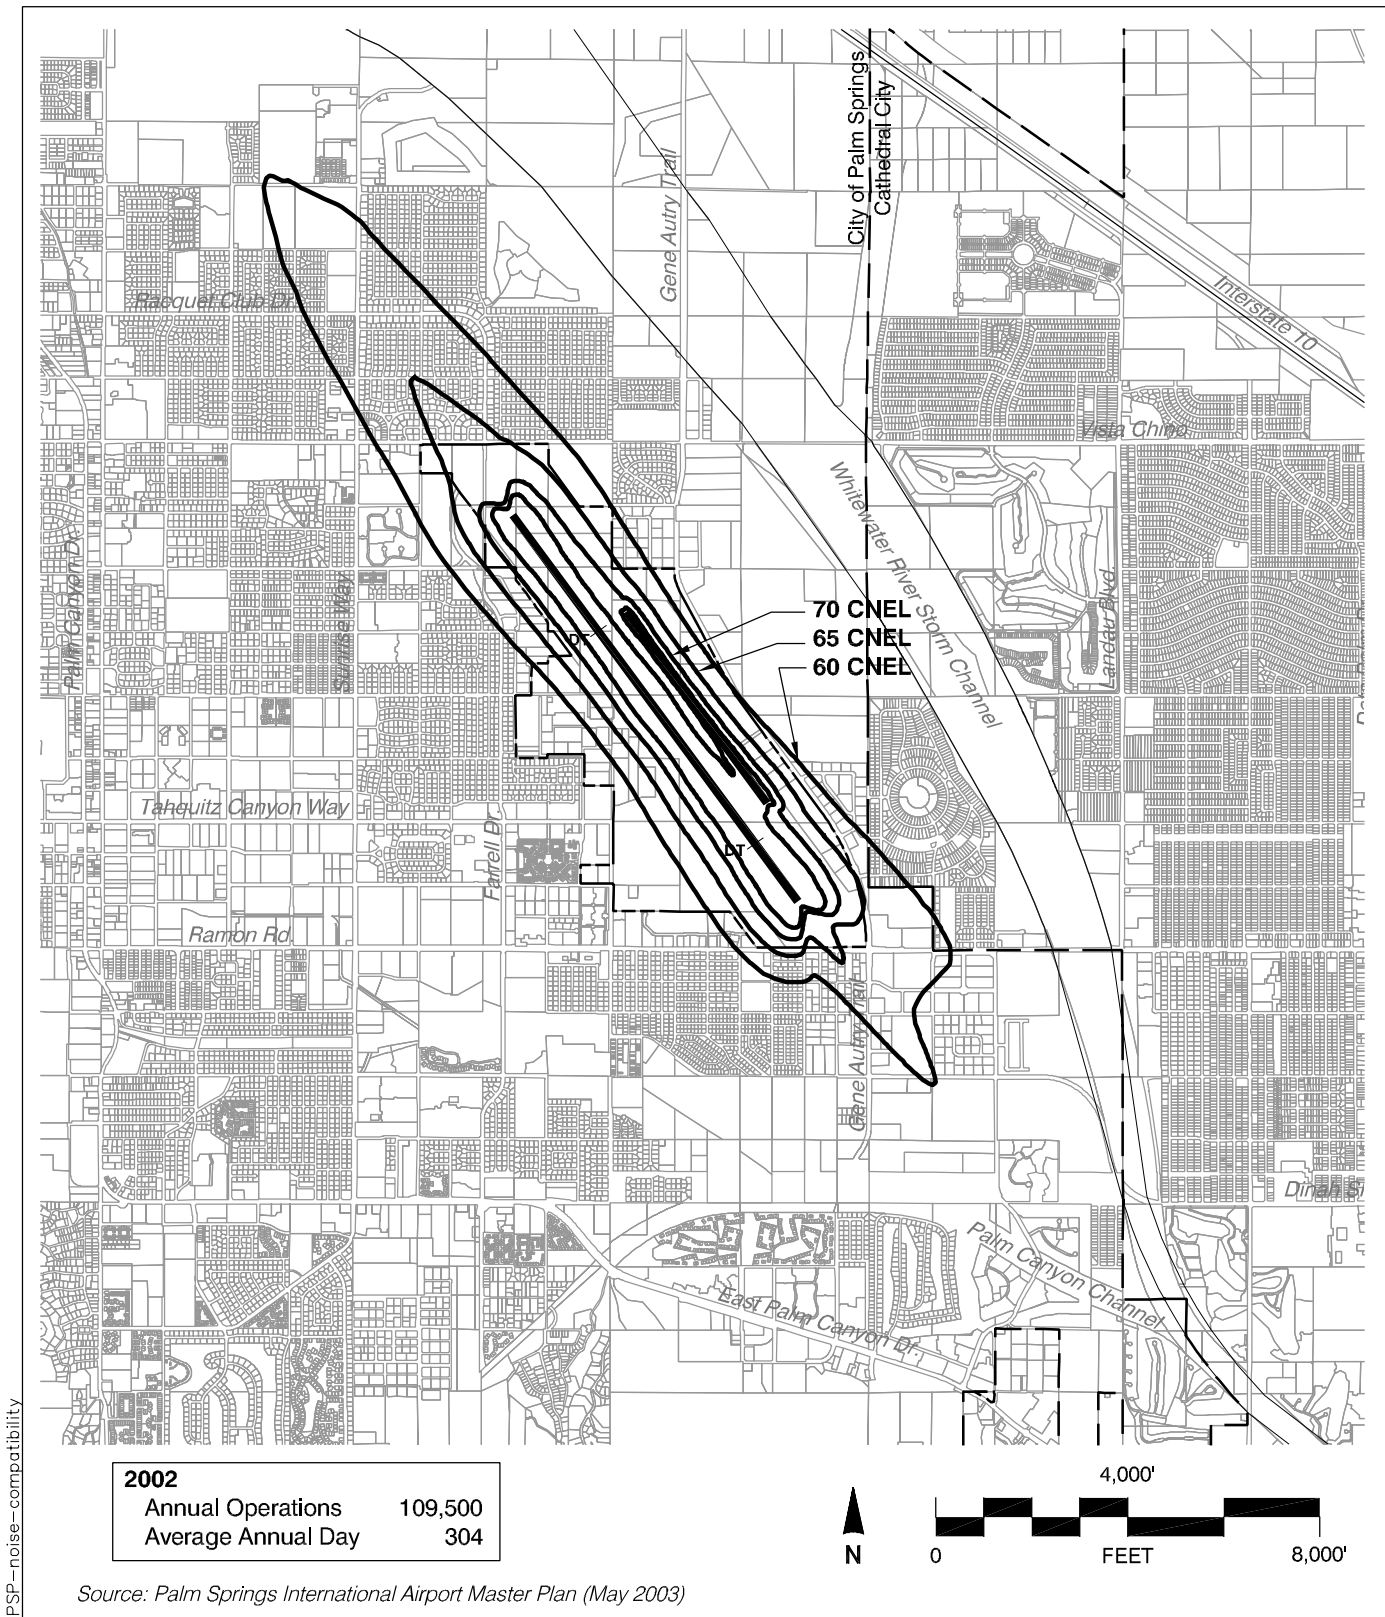 City of Palm Springs
Cathedral City
Gene Autry Trail
Interstate 10
Racquet Club Dr.
Vista Chino
Whitewater River Storm Channel
Palm Canyon Dr.
Sunrise Way
Landau Blvd.
70 CNEL
65 CNEL
60 CNEL
DT
DT
Tahquitz Canyon Way
Farrell Dr.
Ramon Rd.
Gene Autry Trail
Dinah
Palm Canyon Channel
East Palm Canyon Dr.
PSP-noise-compatibility
2002
Annual Operations 109,500
Average Annual Day 304
N
4,000'
0 FEET 8,000'
Source: Palm Springs International Airport Master Plan (May 2003)